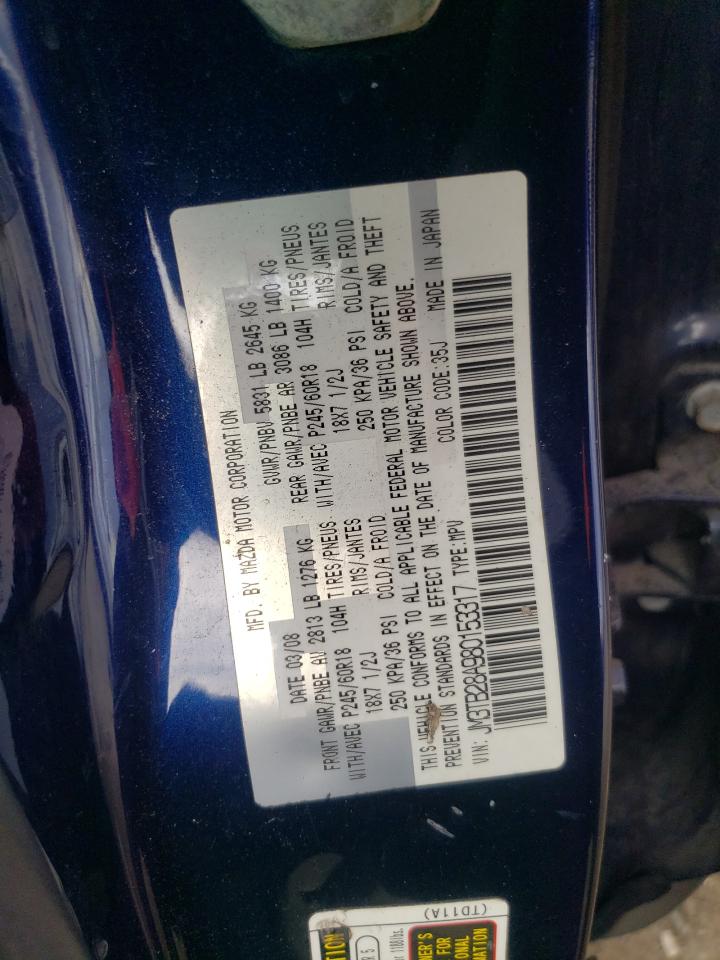 MFD. BY MAZDA MOTOR CORPORATION
DATE 03/08 GVWR/PNBV 5831 LB 2645 KG
FRONT GAWR/PNBE AV 2813 LB 1276 KG REAR GAWR/PNBE AR 3086 LB 1400 KG
WITH/AVEC P245/60R18 104H TIRES/PNEUS. WITH/AVEC P245/60R18 104H TIRES/PNEUS
18X7 1/2J RIMS/JANTES 18X7 1/2J RIMS/JANTES
250 KPA/36 PSI COLD/A FROID 250 KPA/36 PSI COLD/A FROID
THIS VEHICLE CONFORMS TO ALL APPLICABLE FEDERAL MOTOR VEHICLE SAFETY AND THEFT
PREVENTION STANDARDS IN EFFECT ON THE DATE OF MANUFACTURE SHOWN ABOVE.
VIN: JM3TB28A980153317 TYPE:MPV COLOR CODE:35J MADE IN JAPAN
(TD11A)